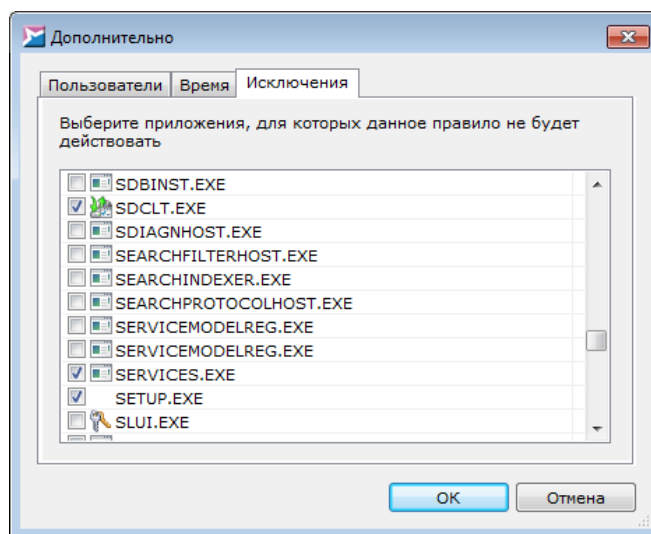 Дополнительно
Пользователи Время Исключения
Выберите приложения, для которых данное правило не будет
действовать
SDBINST.EXE
SDCLT.EXE
SDIAGNHOST.EXE
SEARCHFILTERHOST.EXE
SEARCHINDEXER.EXE
SEARCHPROTOCOLHOST.EXE
SERVICEMODELREG.EXE
SERVICEMODELREG.EXE
SERVICES.EXE
SETUP.EXE
SLUI.EXE
OK Отмена